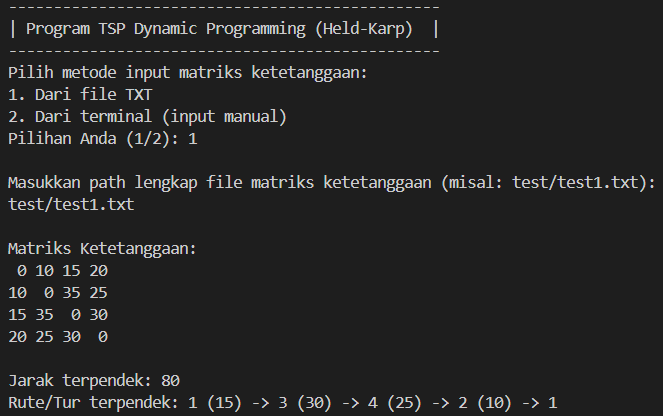 ------------------------------------------------
| Program TSP Dynamic Programming (Held-Karp)  |
------------------------------------------------
Pilih metode input matriks ketetanggaan:
1. Dari file TXT
2. Dari terminal (input manual)
Pilihan Anda (1/2): 1

Masukkan path lengkap file matriks ketetanggaan (misal: test/test1.txt):
test/test1.txt

Matriks Ketetanggaan:
 0 10 15 20
10  0 35 25
15 35  0 30
20 25 30  0

Jarak terpendek: 80
Rute/Tur terpendek: 1 (15) -> 3 (30) -> 4 (25) -> 2 (10) -> 1